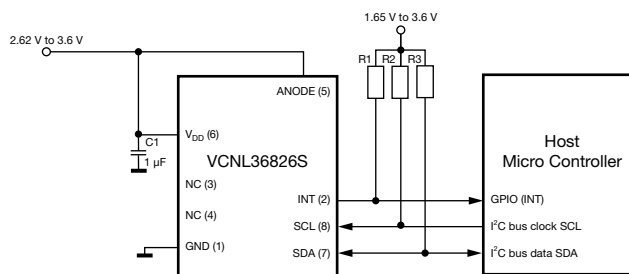 1.65 V to 3.6 V
2.62 V to 3.6 V
R1 R2 R3
ANODE (5)
VDD (6)
C1
1 µF
VCNL36826S
Host
Micro Controller
NC (3)
INT (2)
GPIO (INT)
NC (4)
SCL (8)
I²C bus clock SCL
GND (1)
SDA (7)
I²C bus data SDA